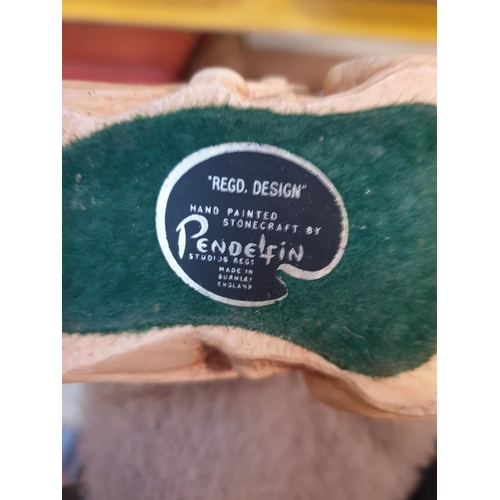 "REGD. DESIGN"
HAND PAINTED
STONECRAFT BY
PENDELFIN
STUDIOS REGD
MADE IN
BURNLEY
ENGLAND